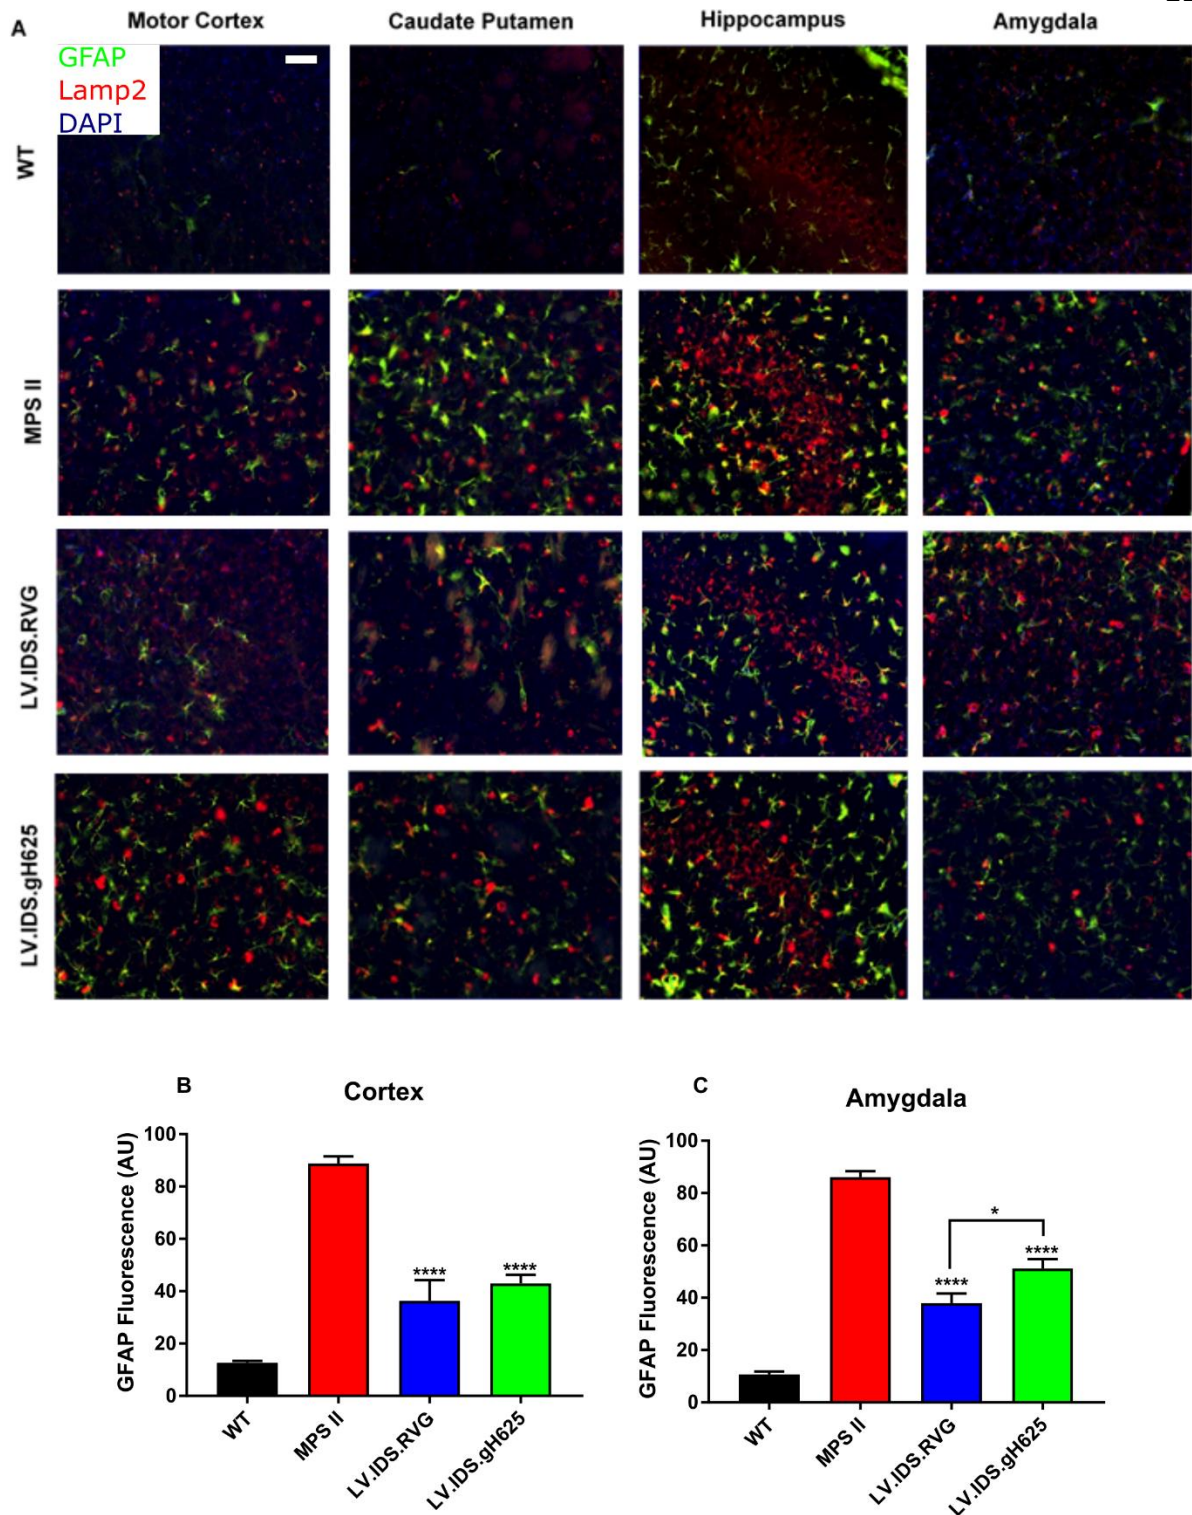 Motor Cortex Caudate Putamen Hippocampus Amygdala
A
GFAP
Lamp2
DAPI
WT
MPS II
LV.IDS.RVG
LV.IDS.gH625
B
Cortex
GFAP Fluorescence (AU)
100
80
60
40
20
0
**** ****
WT MPS II LV.IDS.RVG LV.IDS.gH625
C
Amygdala
GFAP Fluorescence (AU)
100
80
60
40
20
0
*
**** ****
WT MPS II LV.IDS.RVG LV.IDS.gH625